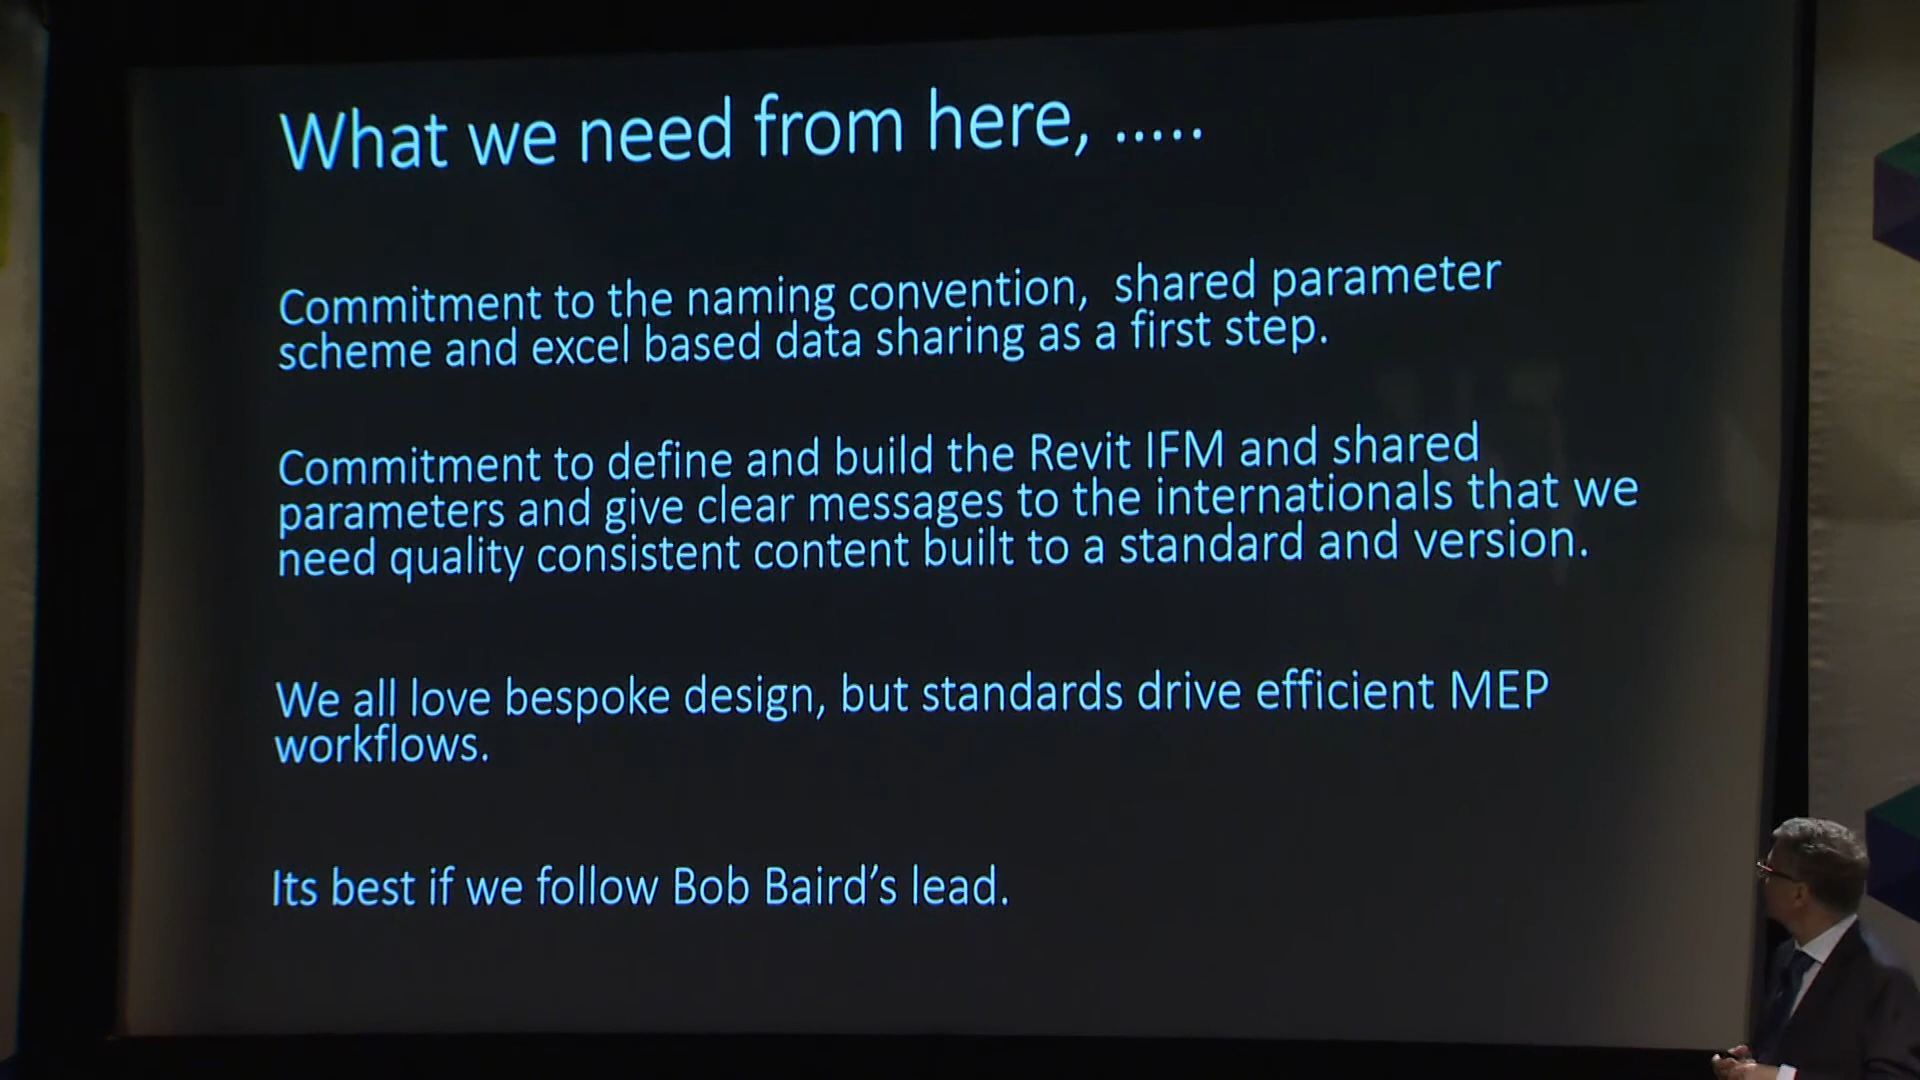 What we need from here, .....
Commitment to the naming convention,  shared parameter
scheme and excel based data sharing as a first step.
Commitment to define and build the Revit IFM and shared
parameters and give clear messages to the internationals that we
need quality consistent content built to a standard and version.
We all love bespoke design, but standards drive efficient MEP
workflows.
Its best if we follow Bob Baird’s lead.